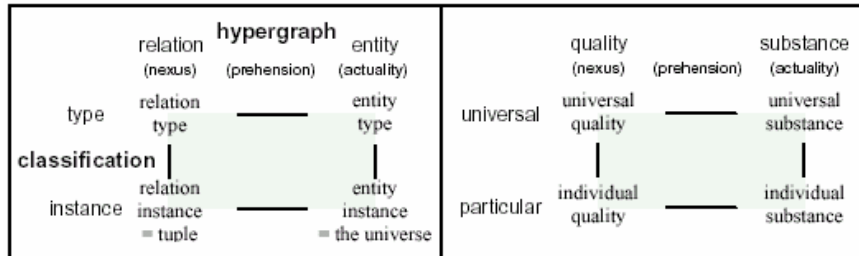 hypergraph
relation entity
(nexus) (prehension) (actuality)
type relation type entity type
classification
instance relation instance = tuple entity instance = the universe
quality substance
(nexus) (prehension) (actuality)
universal universal quality universal substance
particular individual quality individual substance